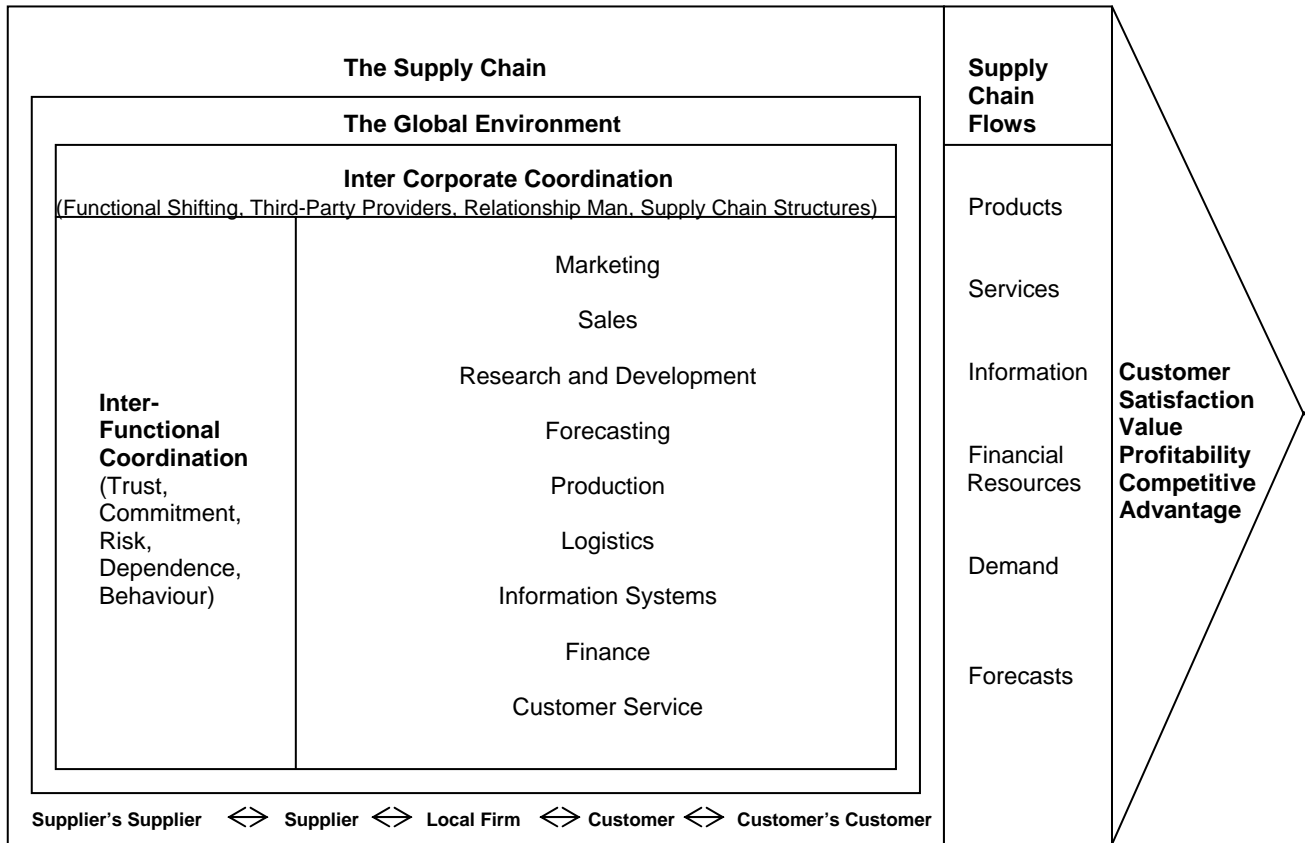 The Supply Chain
The Global Environment
Inter Corporate Coordination
(Functional Shifting, Third-Party Providers, Relationship Man, Supply Chain Structures)
Inter-
Functional
Coordination
(Trust,
Commitment,
Risk,
Dependence,
Behaviour)
Marketing
Sales
Research and Development
Forecasting
Production
Logistics
Information Systems
Finance
Customer Service
Supplier's Supplier <-> Supplier <-> Local Firm <-> Customer <-> Customer's Customer
Supply
Chain
Flows
Products
Services
Information
Financial
Resources
Demand
Forecasts
Customer
Satisfaction
Value
Profitability
Competitive
Advantage